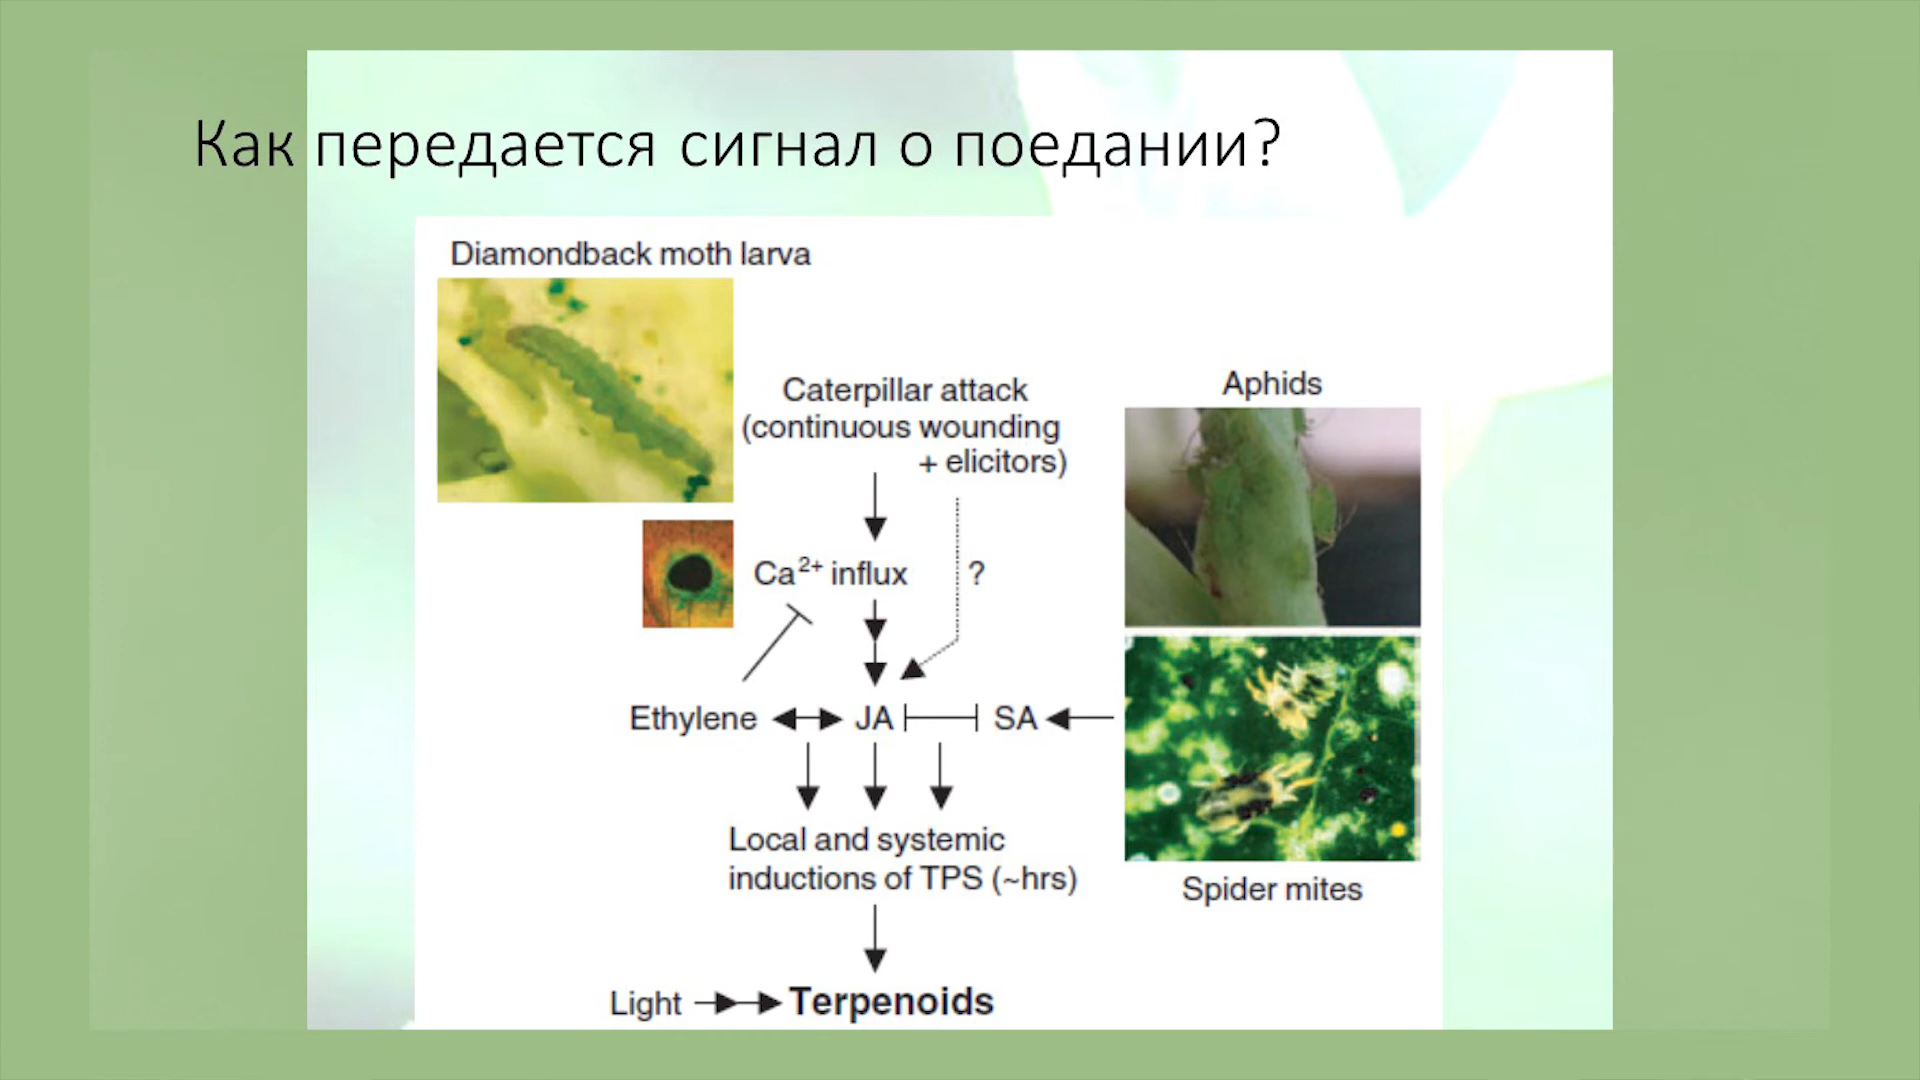 Как передается сигнал о поедании?
Diamondback moth larva
Caterpillar attack
(continuous wounding
+ elicitors)
Aphids
Ca²⁺ influx
?
Ethylene
JA
SA
Local and systemic
inductions of TPS (~hrs)
Spider mites
Light
Terpenoids